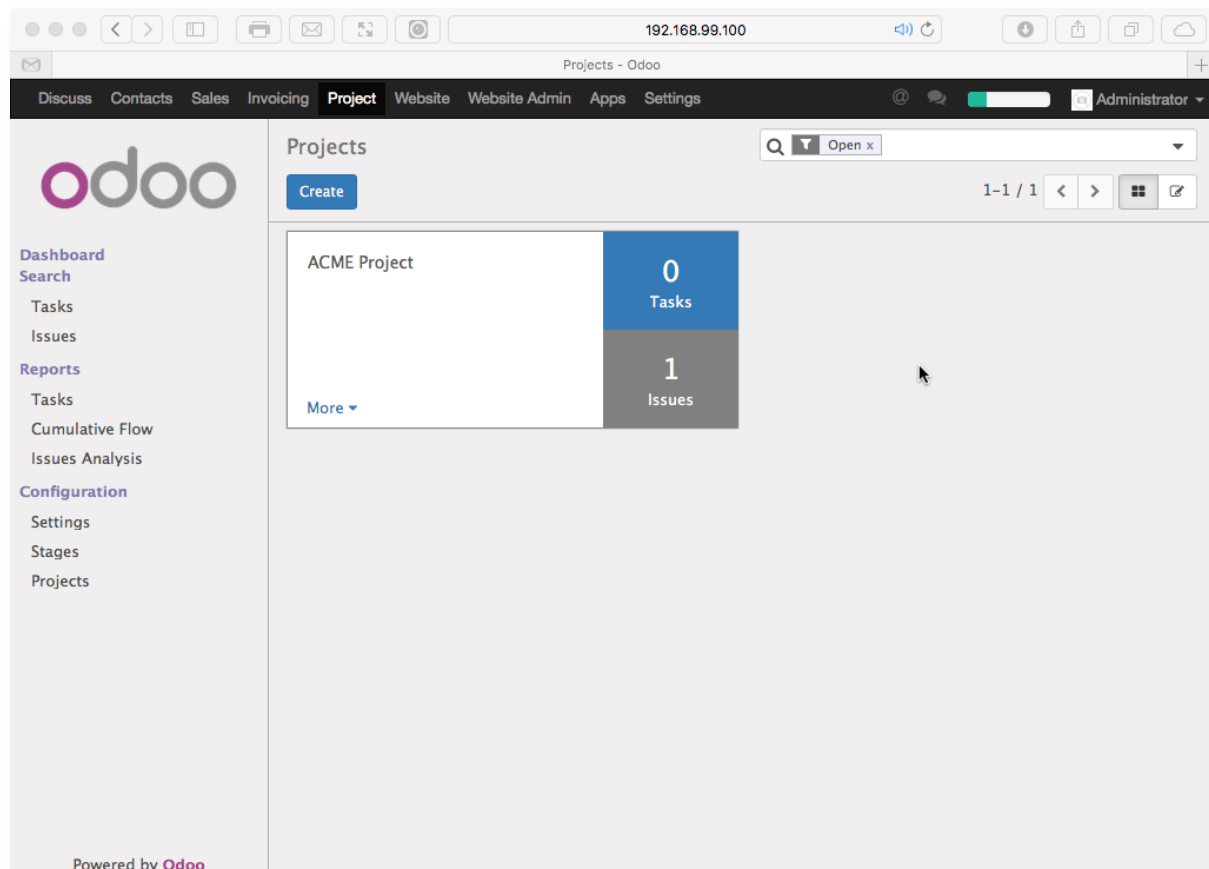 192.168.99.100
Projects - Odoo
Discuss Contacts Sales Invoicing Project Website Website Admin Apps Settings @ Administrator
odoo
Projects
Open x
Create
1-1 / 1
Dashboard
Search
Tasks
Issues
Reports
Tasks
Cumulative Flow
Issues Analysis
Configuration
Settings
Stages
Projects
Powered by Odoo
ACME Project
0
Tasks
1
Issues
More